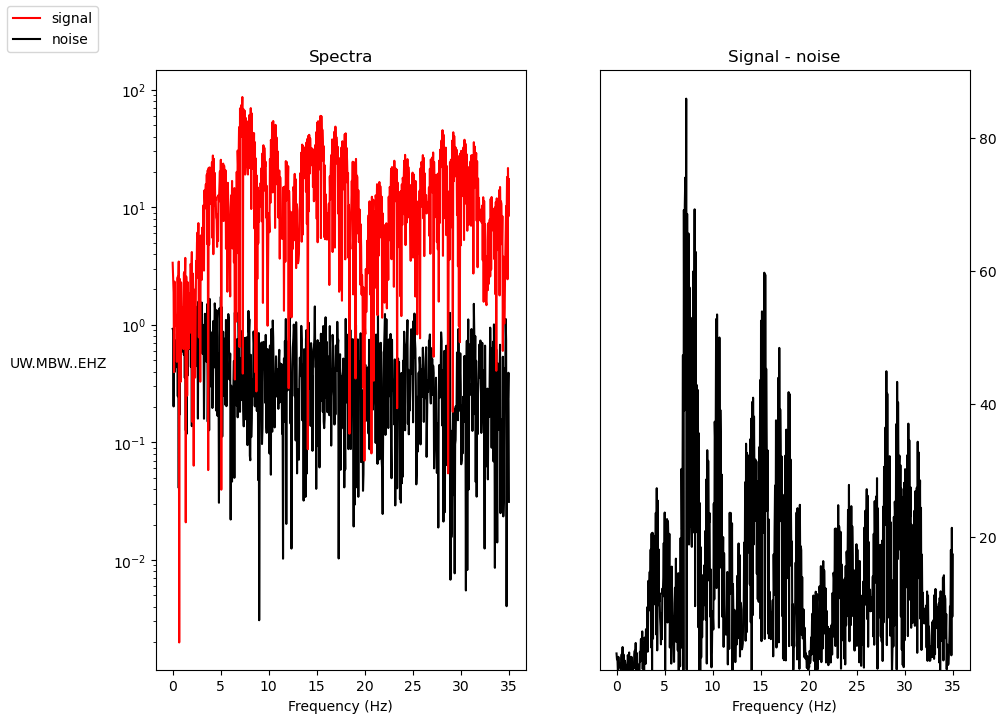 signal
noise
Spectra
Signal - noise
10²
10¹
10⁰
10⁻¹
10⁻²
80
60
40
20
UW.MBW..EHZ
0 5 10 15 20 25 30 35
0 5 10 15 20 25 30 35
Frequency (Hz)
Frequency (Hz)